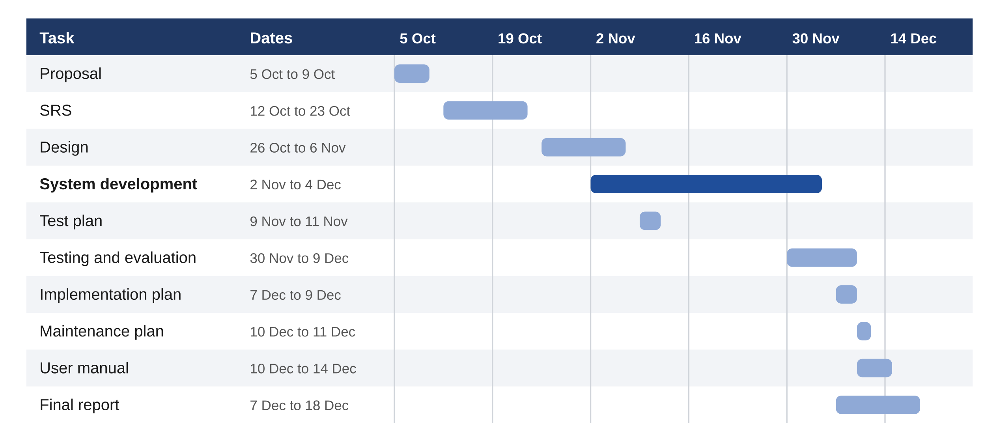 Task Dates 5 Oct 19 Oct 2 Nov 16 Nov 30 Nov 14 Dec
Proposal 5 Oct to 9 Oct
SRS 12 Oct to 23 Oct
Design 26 Oct to 6 Nov
System development 2 Nov to 4 Dec
Test plan 9 Nov to 11 Nov
Testing and evaluation 30 Nov to 9 Dec
Implementation plan 7 Dec to 9 Dec
Maintenance plan 10 Dec to 11 Dec
User manual 10 Dec to 14 Dec
Final report 7 Dec to 18 Dec